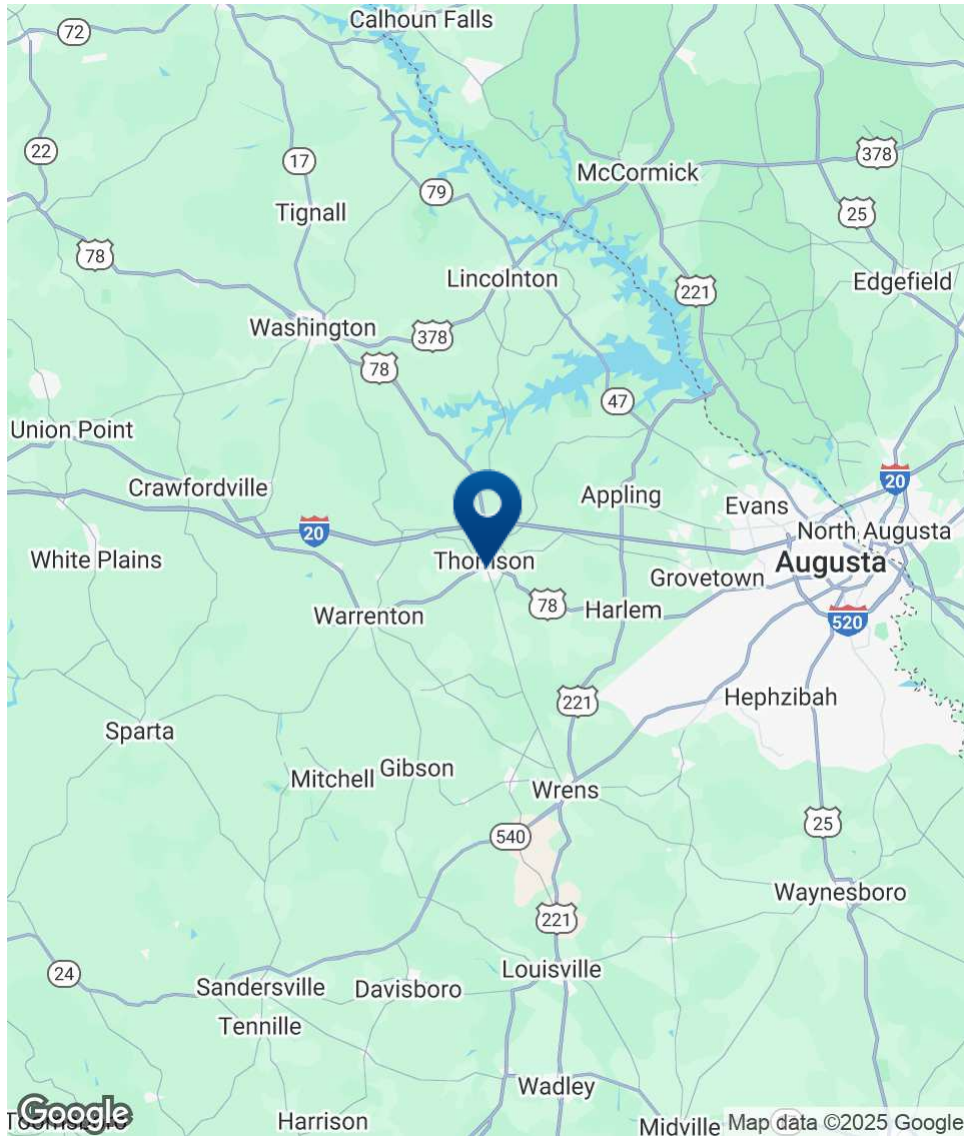 Calhoun Falls
72
22
17
378
McCormick
79
25
Tignall
78
Lincolnton
221
Edgefield
Washington
378
78
47
Union Point
Crawfordville
Appling
20
Evans
20
North Augusta
White Plains
Thomson
Augusta
Grovetown
78
Harlem
Warrenton
520
221
Hephzibah
Sparta
Mitchell
Gibson
Wrens
540
25
Waynesboro
221
24
Louisville
Sandersville
Davisboro
Tennille
Wadley
Google
Harrison
Midville
Map data ©2025 Google